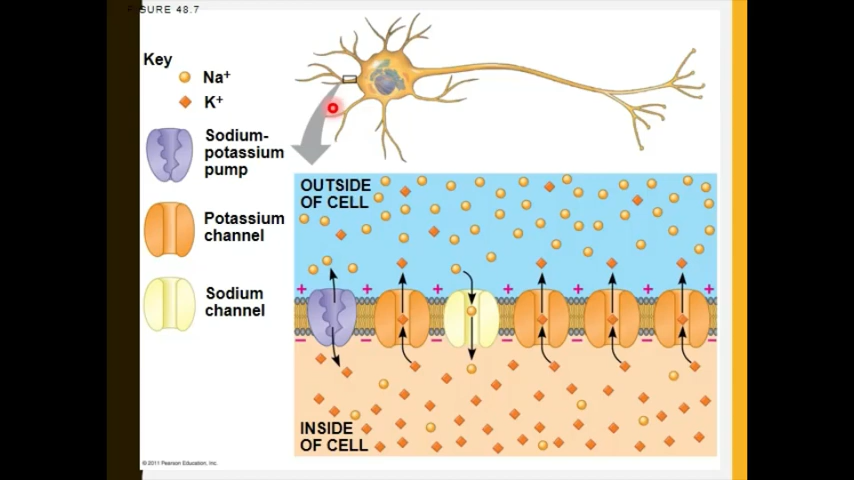 FIGURE 48.7
Key
Na+
K+
Sodium-
potassium
pump
Potassium
channel
Sodium
channel
OUTSIDE
OF CELL
+ + + + + +
– – – – – –
INSIDE
OF CELL
© 2011 Pearson Education, Inc.